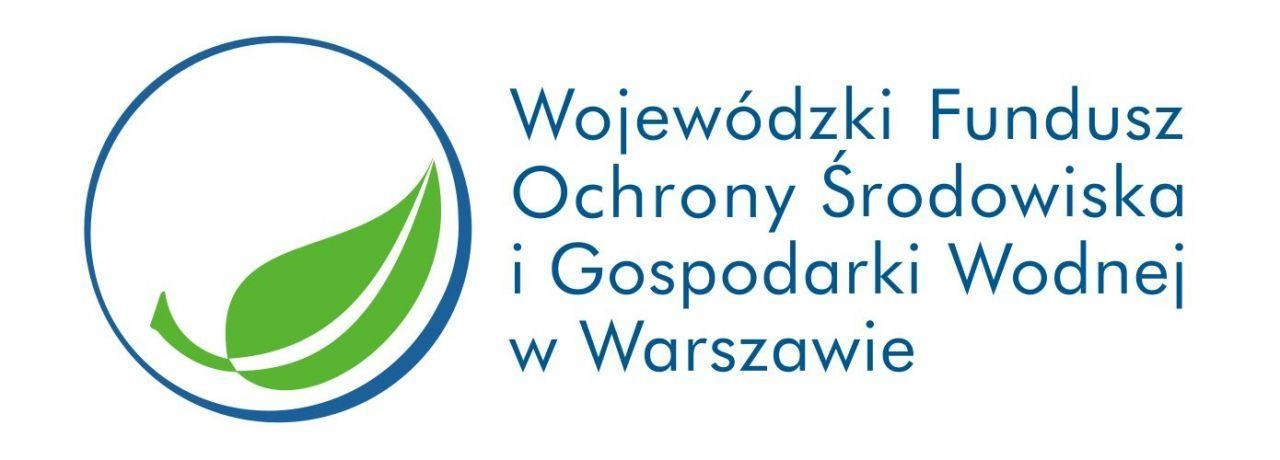 Wojewódzki Fundusz
Ochrony Środowiska
i Gospodarki Wodnej
w Warszawie